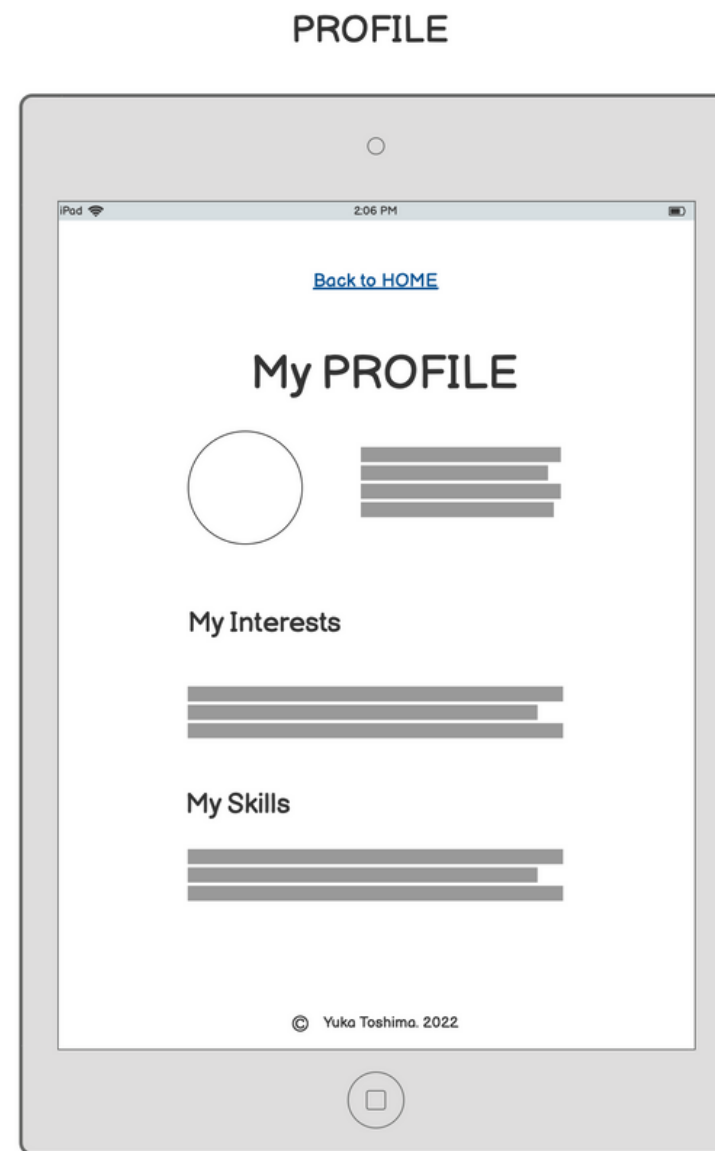 PROFILE
iPad 2:06 PM
Back to HOME
My PROFILE
My Interests
My Skills
© Yuka Toshima. 2022